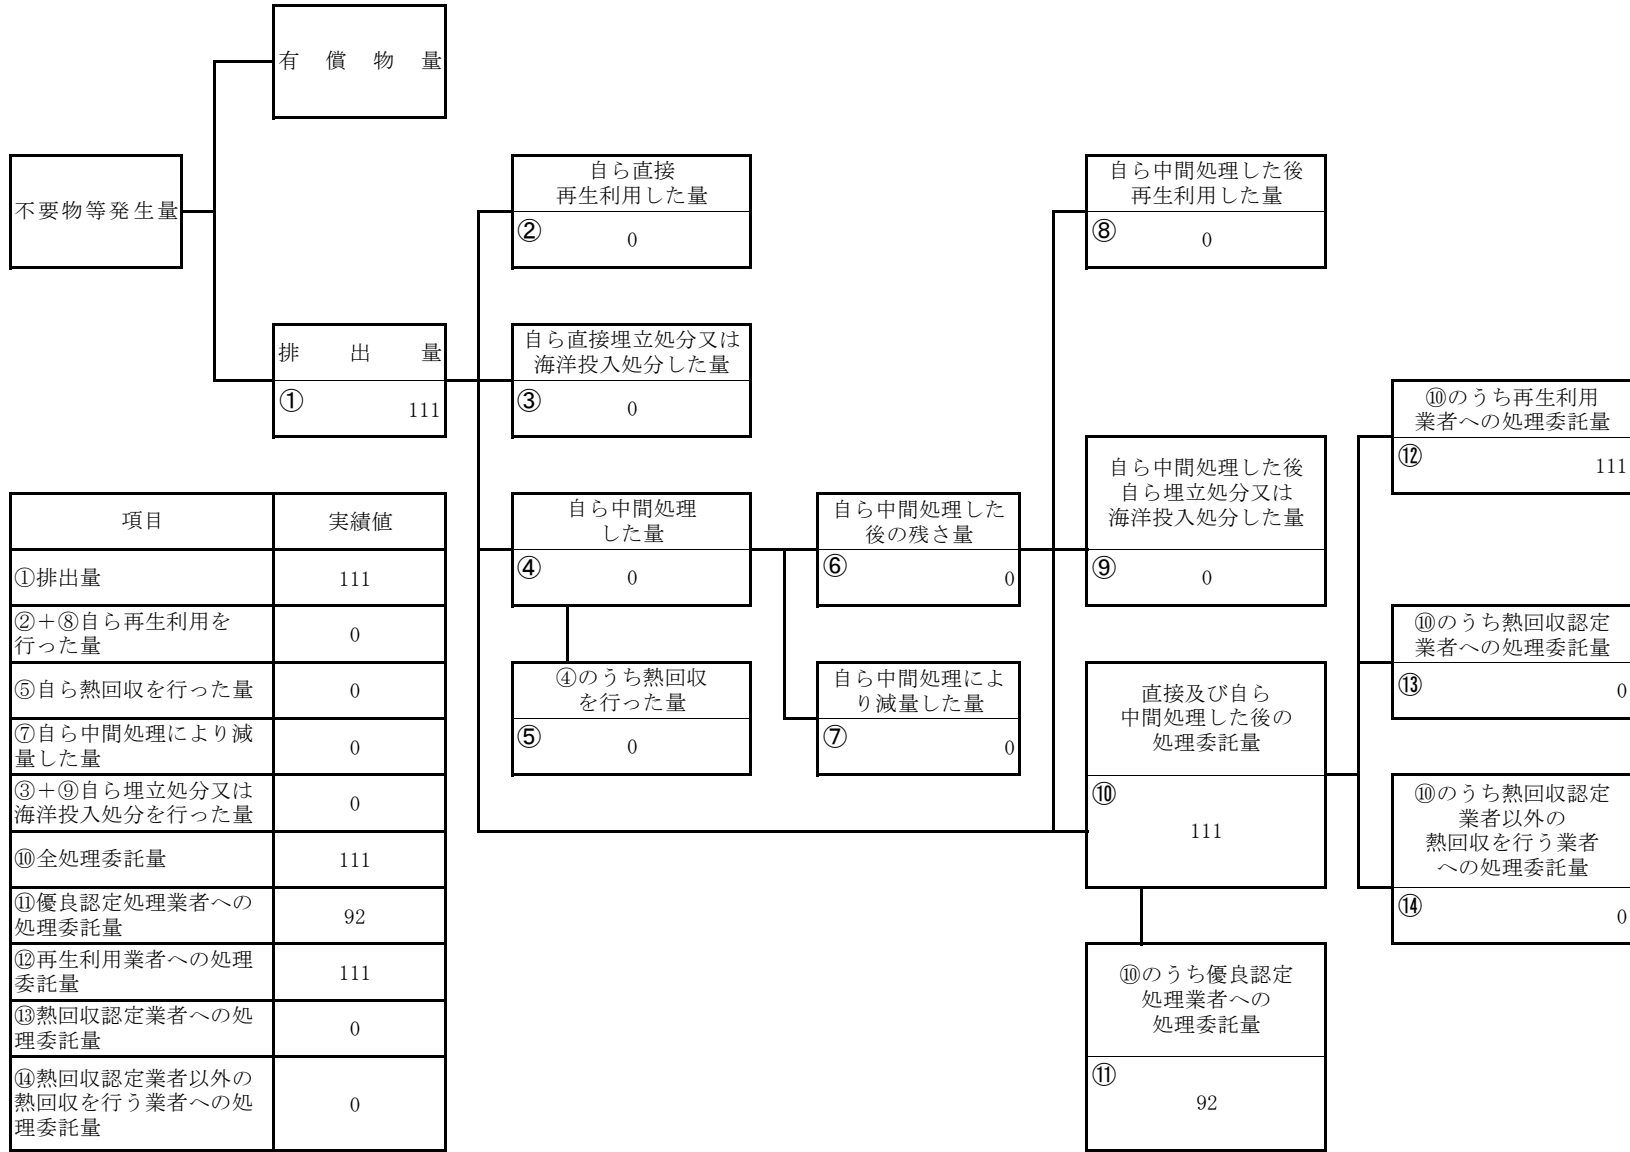 有償物量
不要物等発生量
自ら直接
再生利用した量
②
0
自ら中間処理した後
再生利用した量
⑧
0
排出量
①
111
自ら直接埋立処分又は
海洋投入処分した量
③
0
⑩のうち再生利用
業者への処理委託量
⑫
111
自ら中間処理
した量
④
0
自ら中間処理した
後の残さ量
⑥
0
自ら中間処理した後
自ら埋立処分又は
海洋投入処分した量
⑨
0
⑩のうち熱回収認定
業者への処理委託量
⑬
0
④のうち熱回収
を行った量
⑤
0
自ら中間処理によ
り減量した量
⑦
0
直接及び自ら
中間処理した後の
処理委託量
⑩
111
⑩のうち熱回収認定
業者以外の
熱回収を行う業者
への処理委託量
⑭
0
⑩のうち優良認定
処理業者への
処理委託量
⑪
92
項目 実績値
①排出量 111
②+⑧自ら再生利用を
行った量 0
⑤自ら熱回収を行った量 0
⑦自ら中間処理により減
量した量 0
③+⑨自ら埋立処分又は
海洋投入処分を行った量 0
⑩全処理委託量 111
⑪優良認定処理業者への
処理委託量 92
⑫再生利用業者への処理
委託量 111
⑬熱回収認定業者への処
理委託量 0
⑭熱回収認定業者以外の
熱回収を行う業者への処
理委託量 0